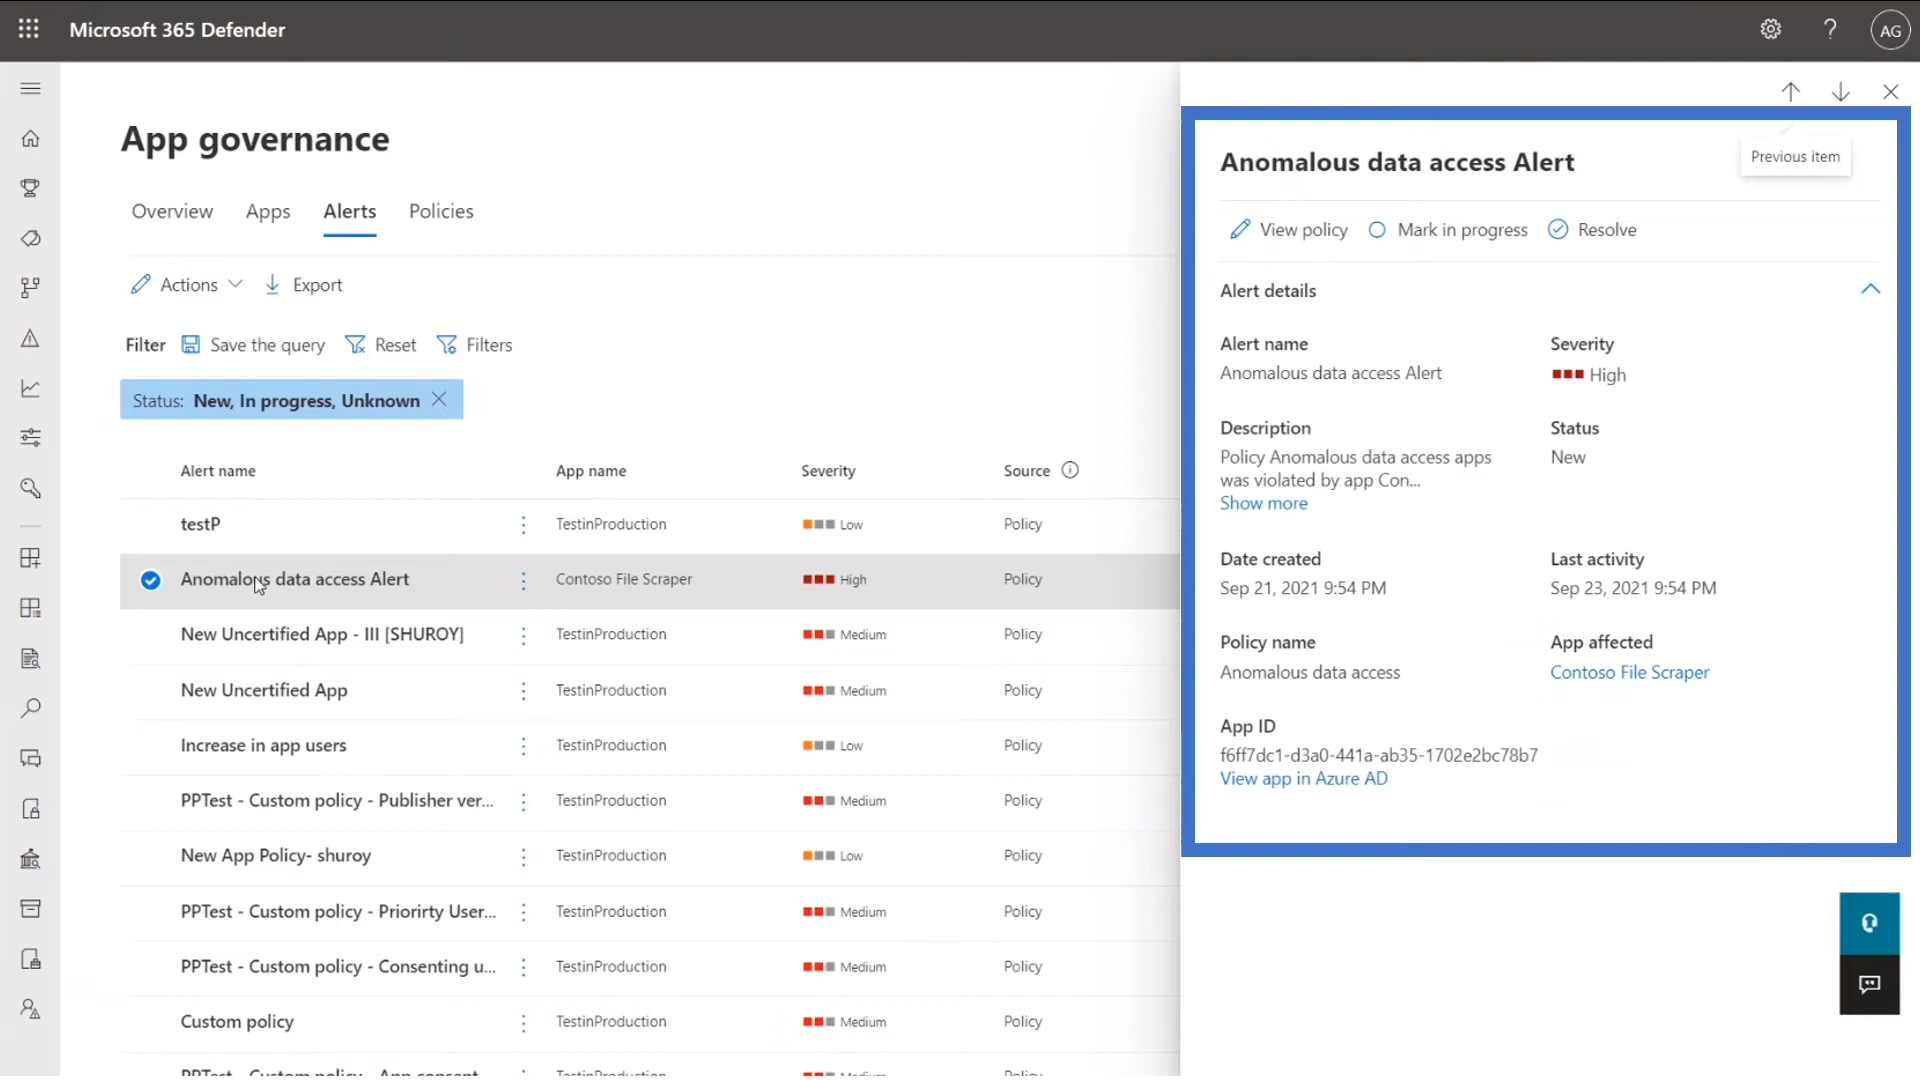 Microsoft 365 Defender
AG
App governance
Overview Apps Alerts Policies
Actions Export
Filter Save the query Reset Filters
Status: New, In progress, Unknown
Alert name App name Severity Source
testP TestinProduction Low Policy
Anomalous data access Alert Contoso File Scraper High Policy
New Uncertified App - III [SHUROY] TestinProduction Medium Policy
New Uncertified App TestinProduction Medium Policy
Increase in app users TestinProduction Low Policy
PPTest - Custom policy - Publisher ver... TestinProduction Medium Policy
New App Policy- shuroy TestinProduction Low Policy
PPTest - Custom policy - Priorirty User... TestinProduction Medium Policy
PPTest - Custom policy - Consenting u... TestinProduction Medium Policy
Custom policy TestinProduction Medium Policy
PPTest - Custom policy - App consent TestinProduction Medium Policy
Anomalous data access Alert
Previous item
View policy Mark in progress Resolve
Alert details
Alert name
Anomalous data access Alert
Severity
High
Description
Policy Anomalous data access apps
was violated by app Con...
Show more
Status
New
Date created
Sep 21, 2021 9:54 PM
Last activity
Sep 23, 2021 9:54 PM
Policy name
Anomalous data access
App affected
Contoso File Scraper
App ID
f6ff7dc1-d3a0-441a-ab35-1702e2bc78b7
View app in Azure AD